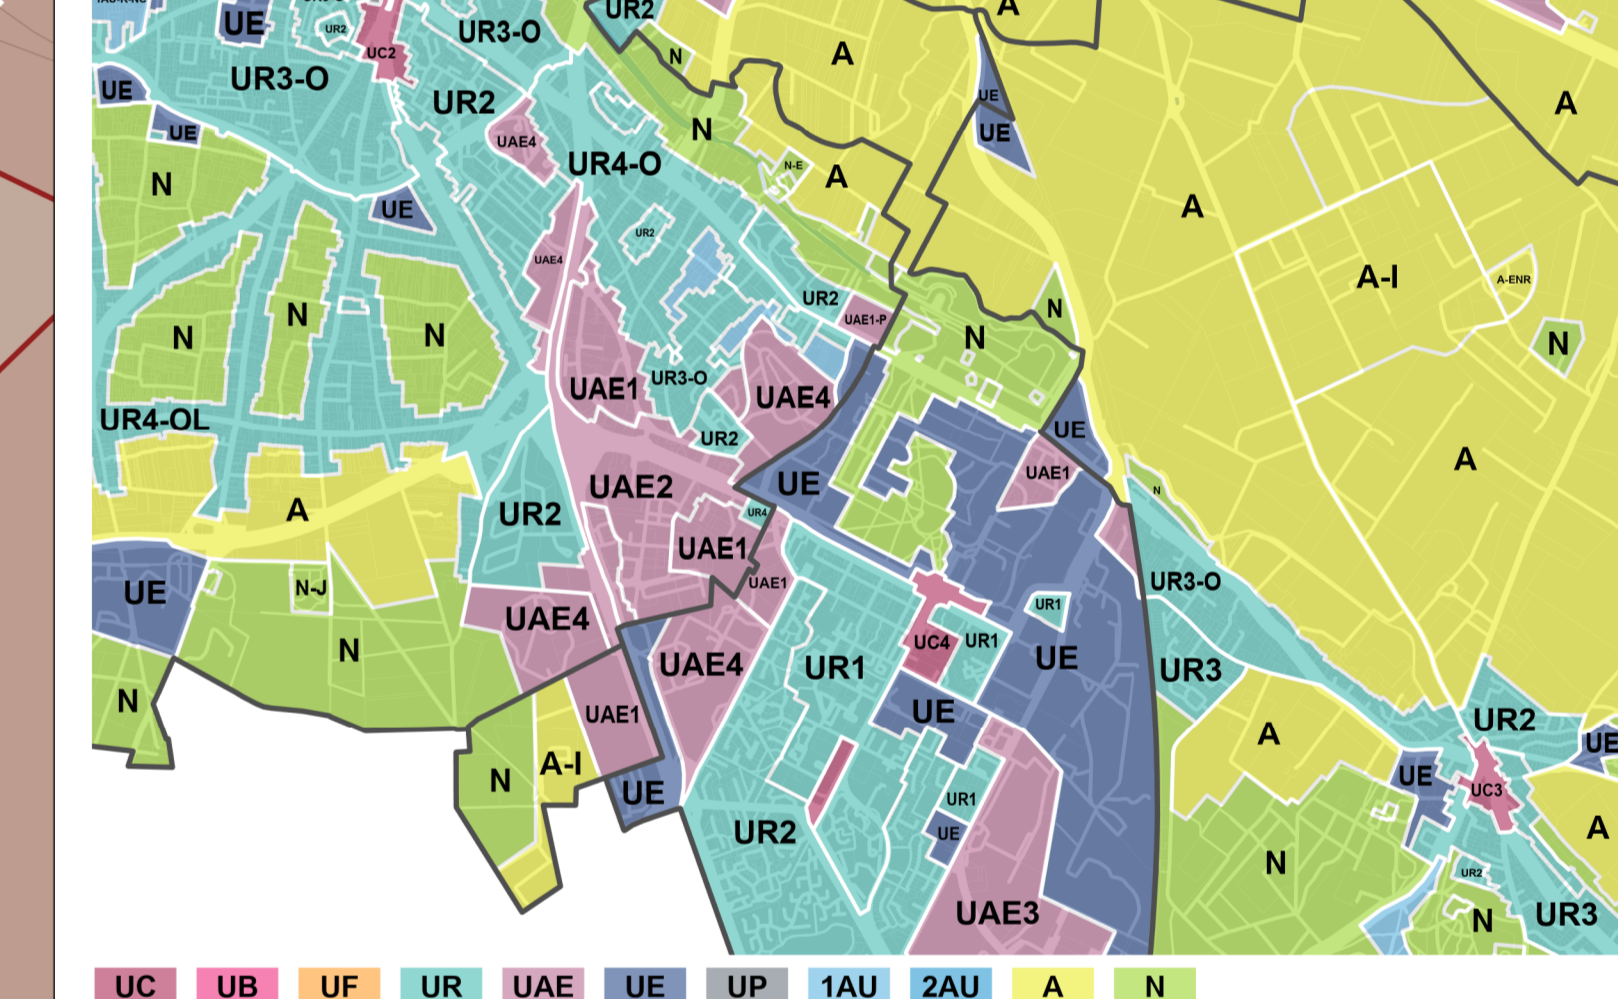 UE
UR2
UC2
UR3-O
UR2
A
UR3-O
N
A
UE
UR2
UE
A
UE
UE
UAE4
N
UR4-O
N-E
A
N
UE
A
UR2
UAE4
A-I
A-ENR
UR2
UAE1-P
N
N
N
N
N
N
UR3-O
UAE1
UAE4
UR4-OL
UR2
UE
A
UAE1
UE
UAE2
N
A
UR2
UR4
UAE1
UAE1
UR3-O
UE
N-J
UR1
UAE4
UC4
UR1
N
UAE4
UR1
UE
UR3
N
UAE1
UE
UR2
A
UE
A-I
UE
N
UC3
UE
UR1
UR2
UE
A
N
UR2
UAE3
N
UR3
UC
UB
UF
UR
UAE
UE
UP
1AU
2AU
A
N